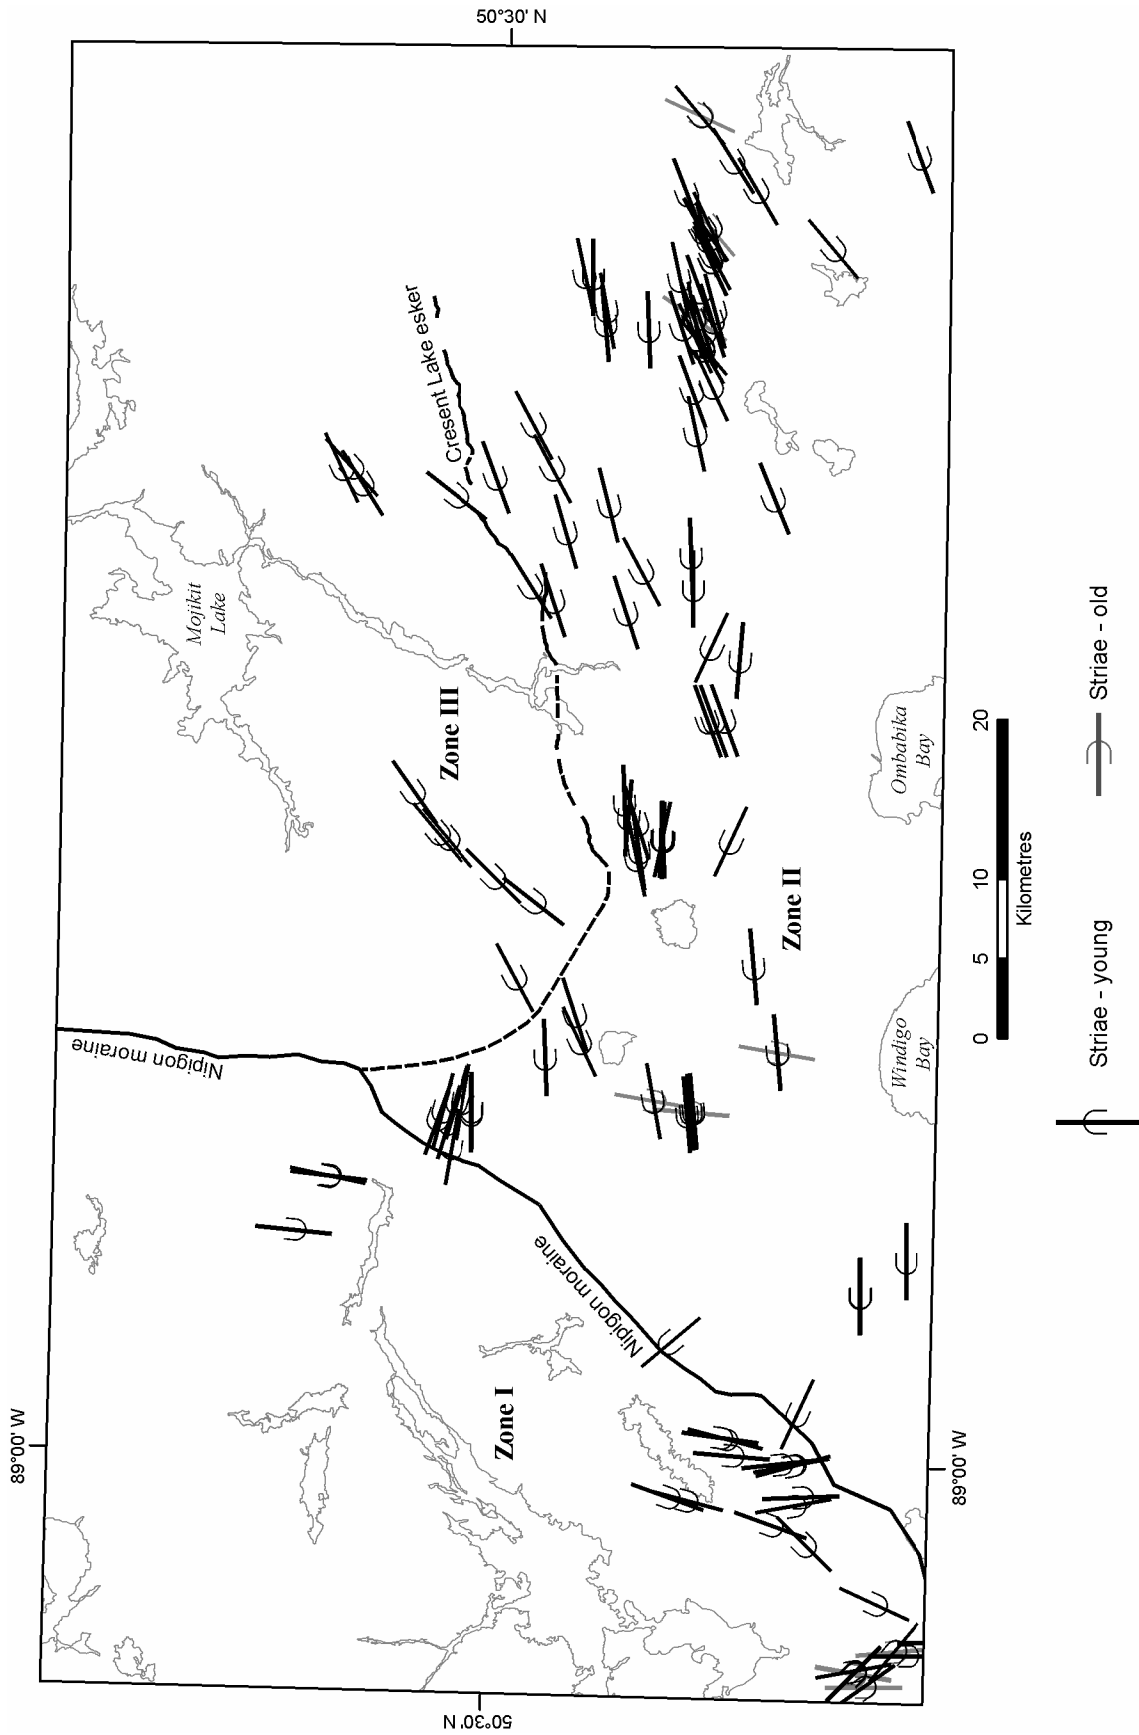 50°30' N
Cresent Lake esker
Mojikit
Lake
Zone III
Nipigon moraine
Zone II
Ombabika
Bay
Windigo
Bay
Nipigon moraine
Zone I
89°00' W
89°00' W
50°30' N
0 5 10 20
Kilometres
Striae - young
Striae - old